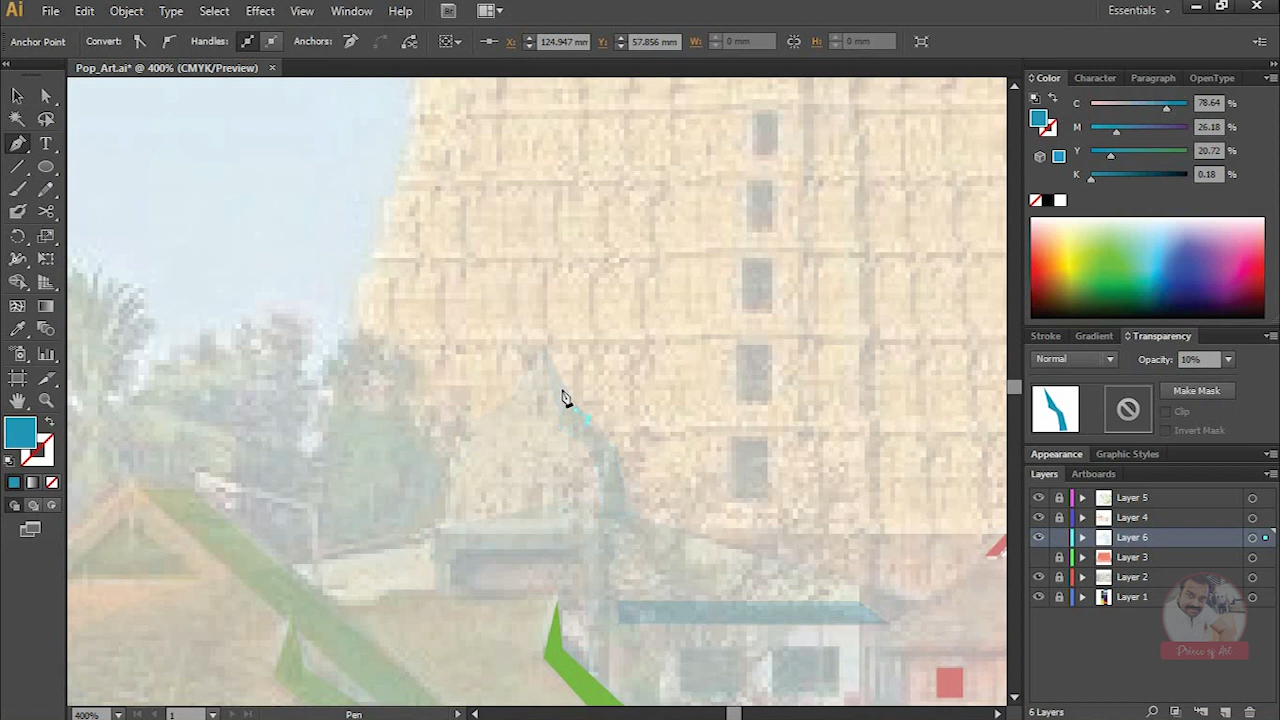 Ai File Edit Object Type Select Effect View Window Help Br Essentials
Anchor Point Convert: Handles: Anchors: X: 124.947 mm Y: 57.856 mm W: 0 mm H: 0 mm
Pop_Art.ai* @ 400% (CMYK/Preview) ×
Color Character Paragraph OpenType
C 78.64 %
M 26.18 %
Y 20.72 %
K 0.18 %
Stroke Gradient Transparency
Normal Opacity: 10%
Make Mask
Clip
Invert Mask
Appearance Graphic Styles
Layers Artboards
Layer 5
Layer 4
Layer 6
Layer 3
Layer 2
Layer 1
Prince of Art
6 Layers
400% 1 Pen